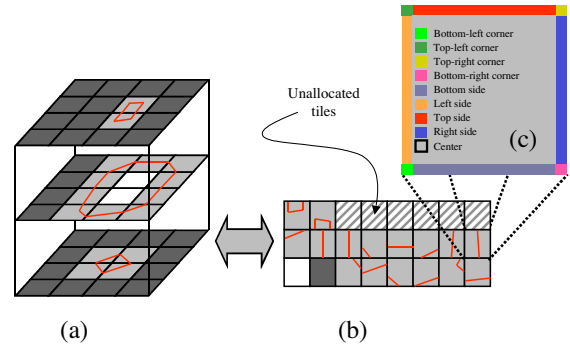 Bottom-left corner
Top-left corner
Top-right corner
Bottom-right corner
Bottom side
Left side
Top side
Right side
Center
(c)
Unallocated
tiles
(a)
(b)